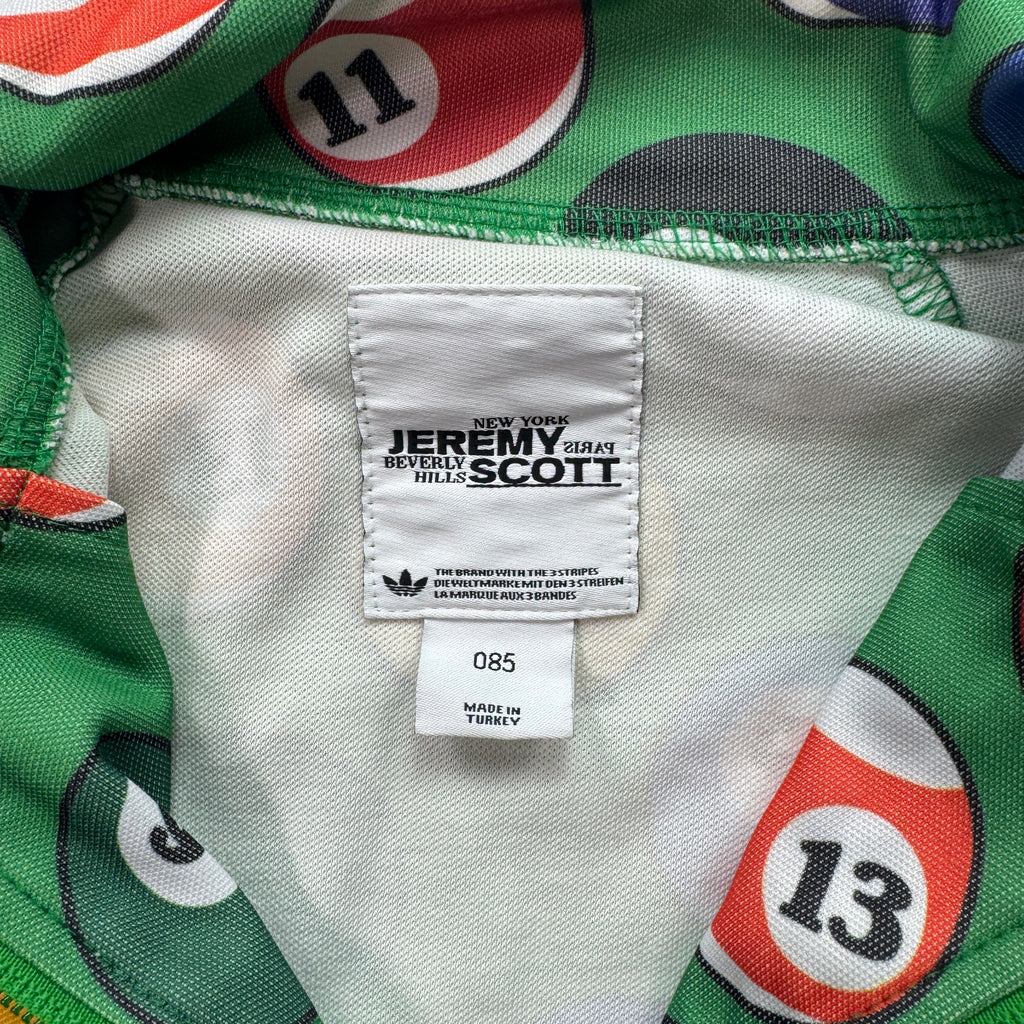 11
NEW YORK
JEREMY PARIS
BEVERLY HILLS SCOTT
THE BRAND WITH THE 3 STRIPES
DIE WELTMARKE MIT DEN 3 STREIFEN
LA MARQUE AUX 3 BANDES
085
MADE IN
TURKEY
13